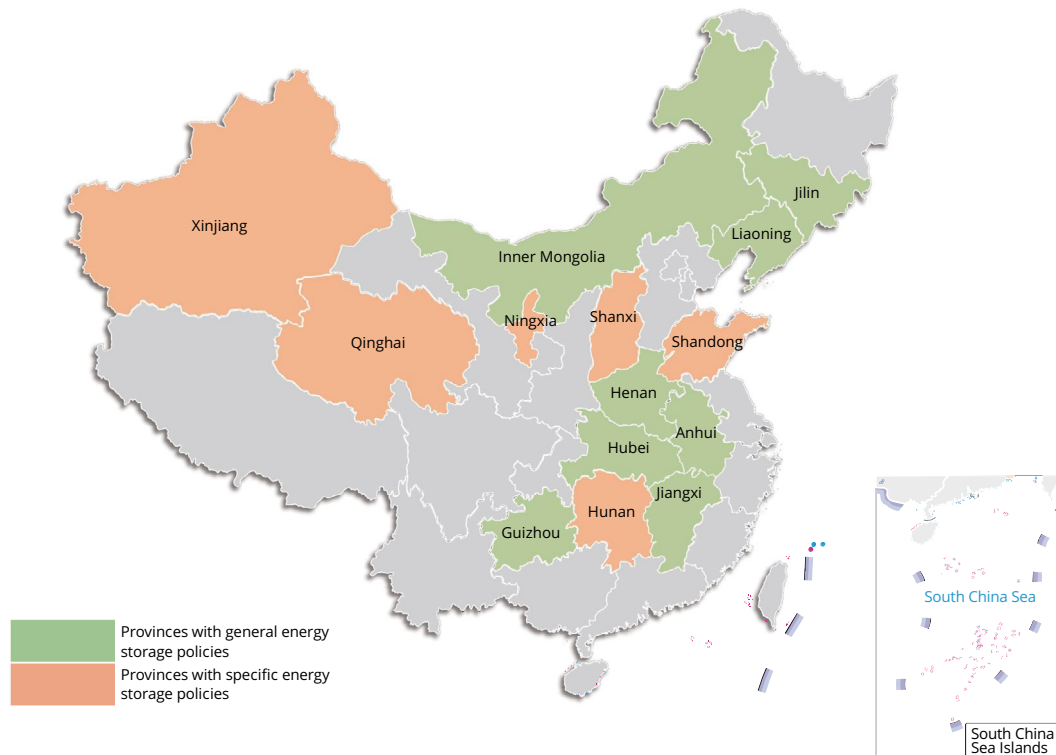 Jilin
Xinjiang
Liaoning
Inner Mongolia
Ningxia
Shanxi
Qinghai
Shandong
Henan
Anhui
Hubei
Jiangxi
Hunan
Guizhou
South China Sea
Provinces with general energy
storage policies
Provinces with specific energy
storage policies
South China
Sea Islands